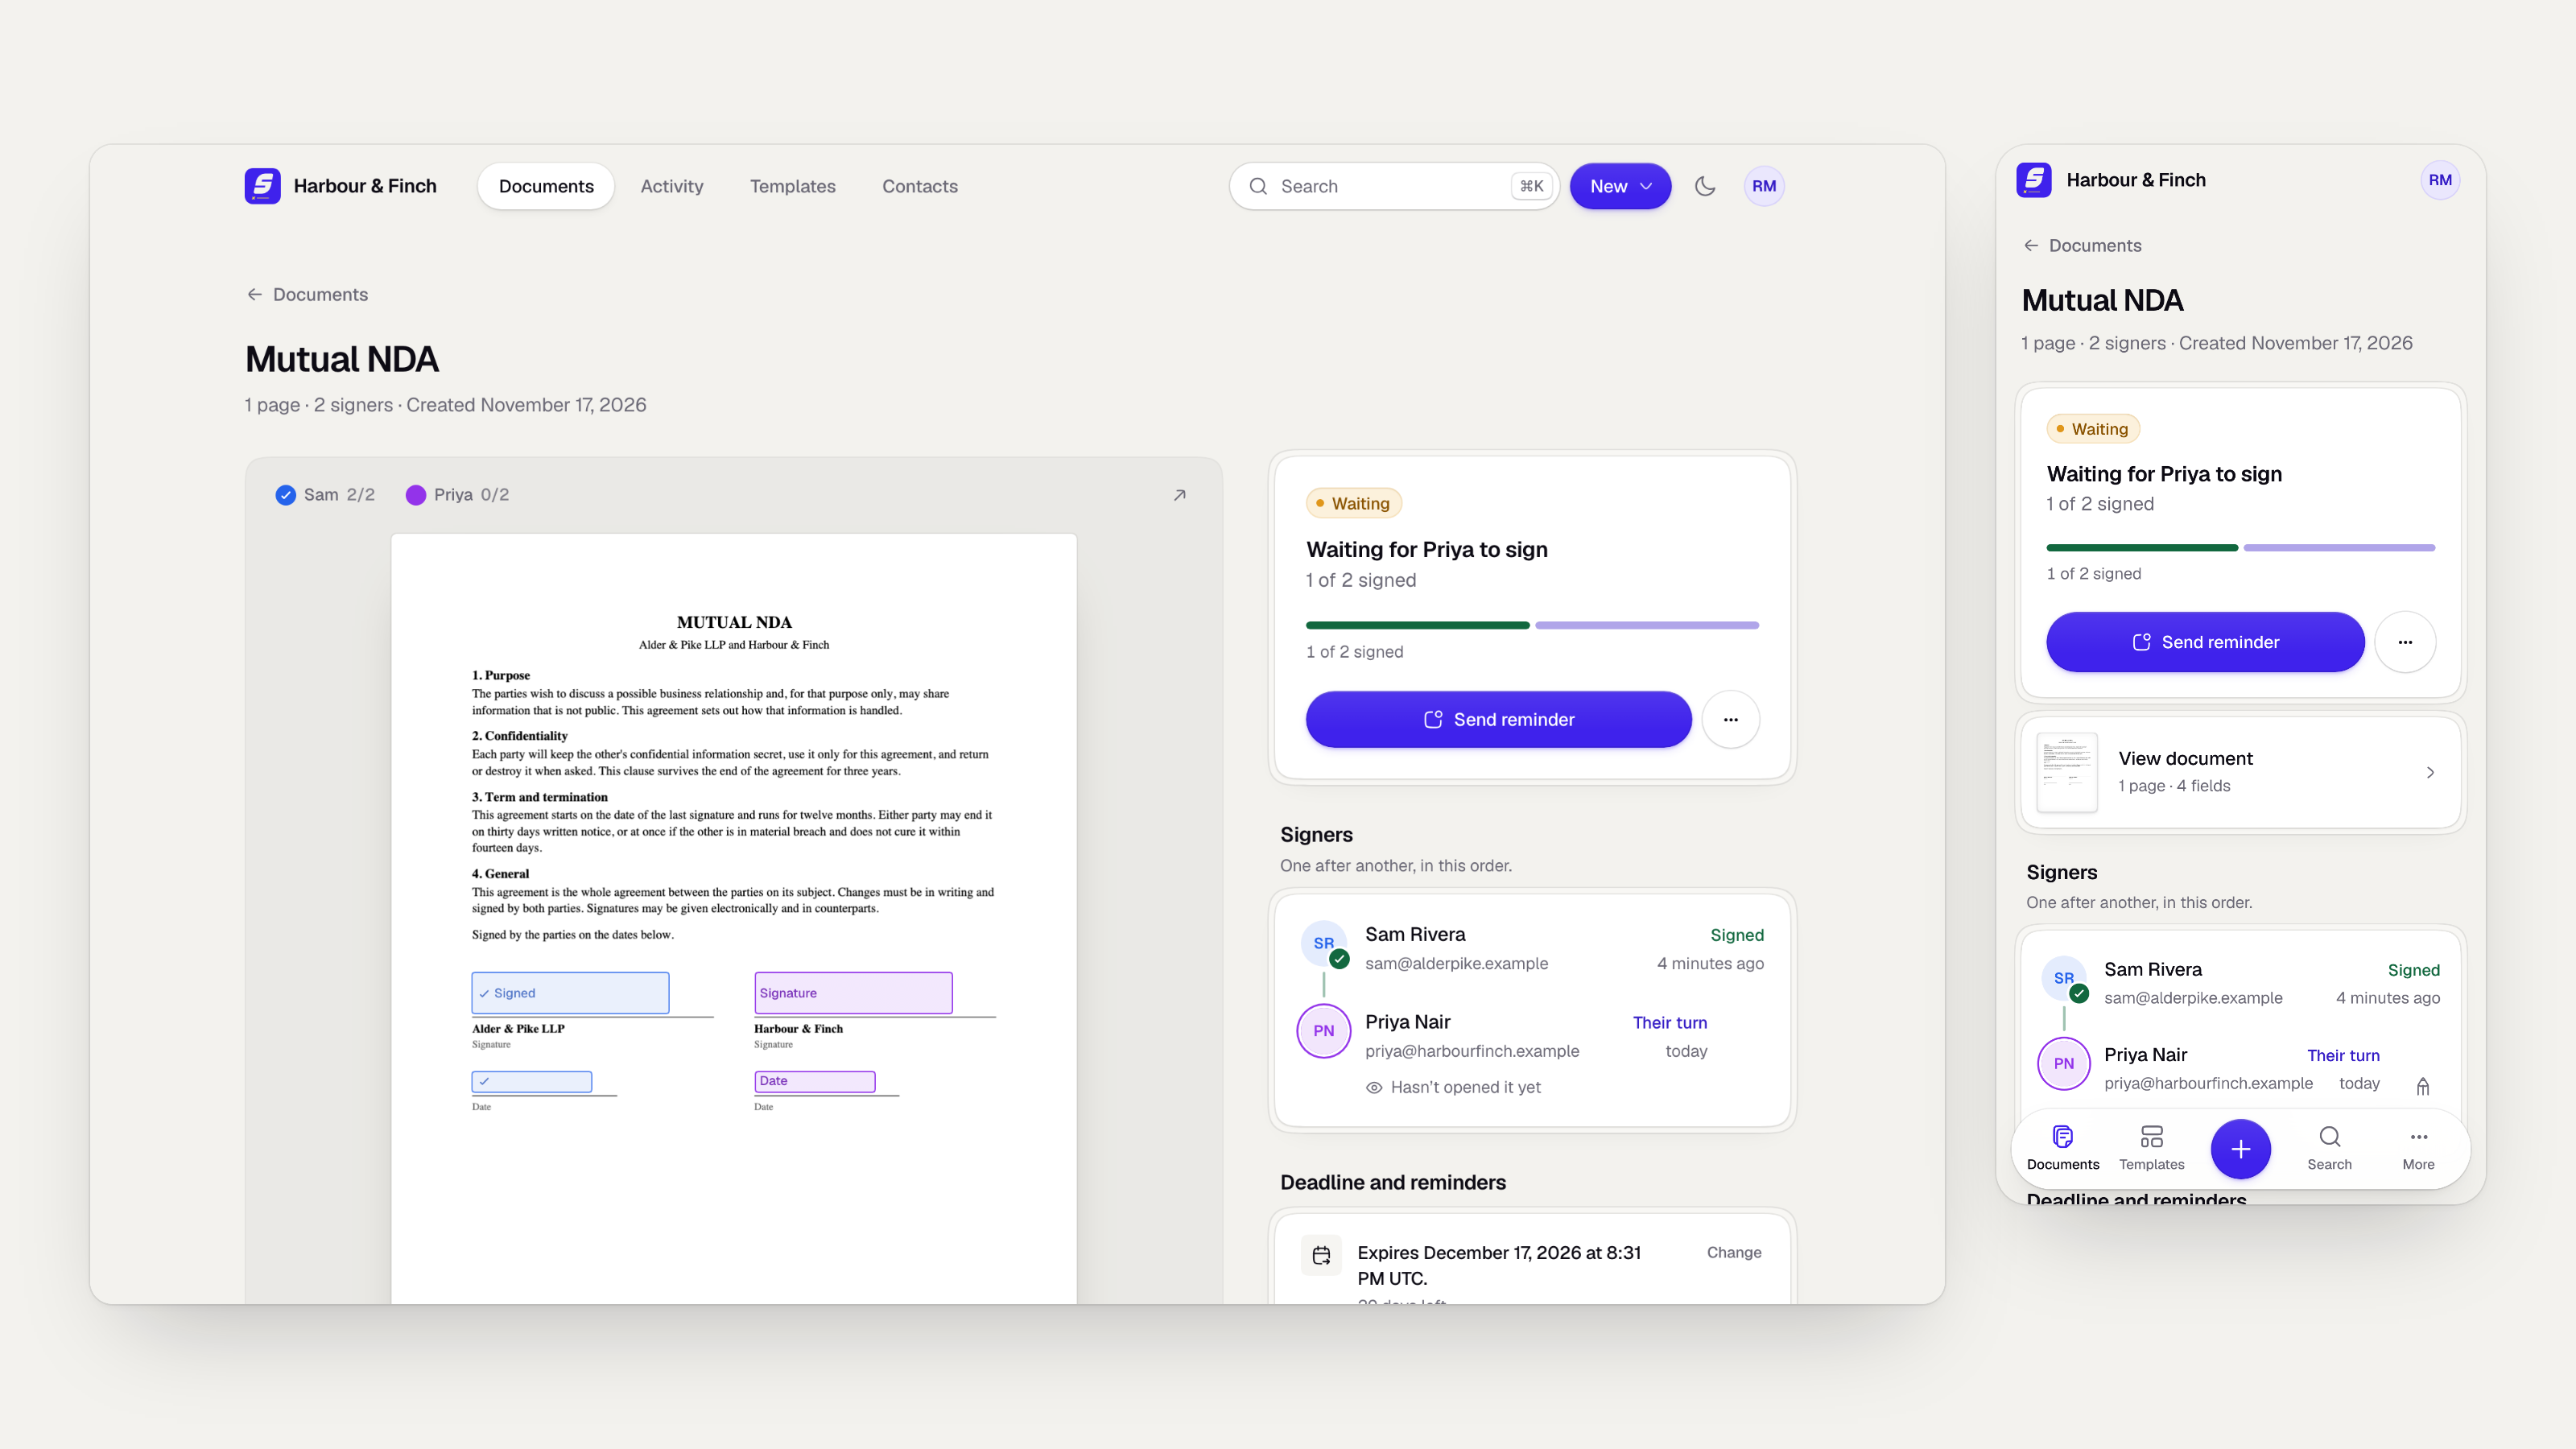 Harbour & Finch
Documents
Activity
Templates
Contacts
Search
⌘K
New
RM
← Documents
Mutual NDA
1 page · 2 signers · Created November 17, 2026
Sam 2/2
Priya 0/2
MUTUAL NDA
Alder & Pike LLP and Harbour & Finch
1. Purpose
The parties wish to discuss a possible business relationship and, for that purpose only, may share
information that is not public. This agreement sets out how that information is handled.
2. Confidentiality
Each party will keep the other's confidential information secret, use it only for this agreement, and return
or destroy it when asked. This clause survives the end of the agreement for three years.
3. Term and termination
This agreement starts on the date of the last signature and runs for twelve months. Either party may end it
on thirty days written notice, or at once if the other is in material breach and does not cure it within
fourteen days.
4. General
This agreement is the whole agreement between the parties on its subject. Changes must be in writing and
signed by both parties. Signatures may be given electronically and in counterparts.
Signed by the parties on the dates below.
Signed
Signature
Alder & Pike LLP
Harbour & Finch
Signature
Signature
Date
Date
Date
Waiting
Waiting for Priya to sign
1 of 2 signed
1 of 2 signed
Send reminder
Signers
One after another, in this order.
SR
Sam Rivera
Signed
sam@alderpike.example
4 minutes ago
PN
Priya Nair
Their turn
priya@harbourfinch.example
today
Hasn't opened it yet
Deadline and reminders
Expires December 17, 2026 at 8:31
PM UTC.
Change
Harbour & Finch
RM
← Documents
Mutual NDA
1 page · 2 signers · Created November 17, 2026
Waiting
Waiting for Priya to sign
1 of 2 signed
1 of 2 signed
Send reminder
View document
1 page · 4 fields
Signers
One after another, in this order.
SR
Sam Rivera
Signed
sam@alderpike.example
4 minutes ago
PN
Priya Nair
Their turn
priya@harbourfinch.example
today
Documents
Templates
Search
More
Deadline and reminders